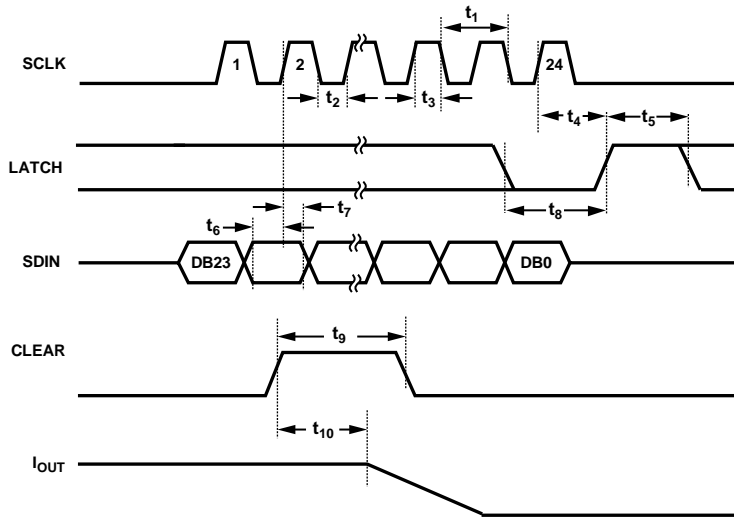 t1
SCLK 1 2 24
t2 t3 t4 t5
LATCH
t8
t6 t7
SDIN DB23 DB0
CLEAR t9
t10
IOUT